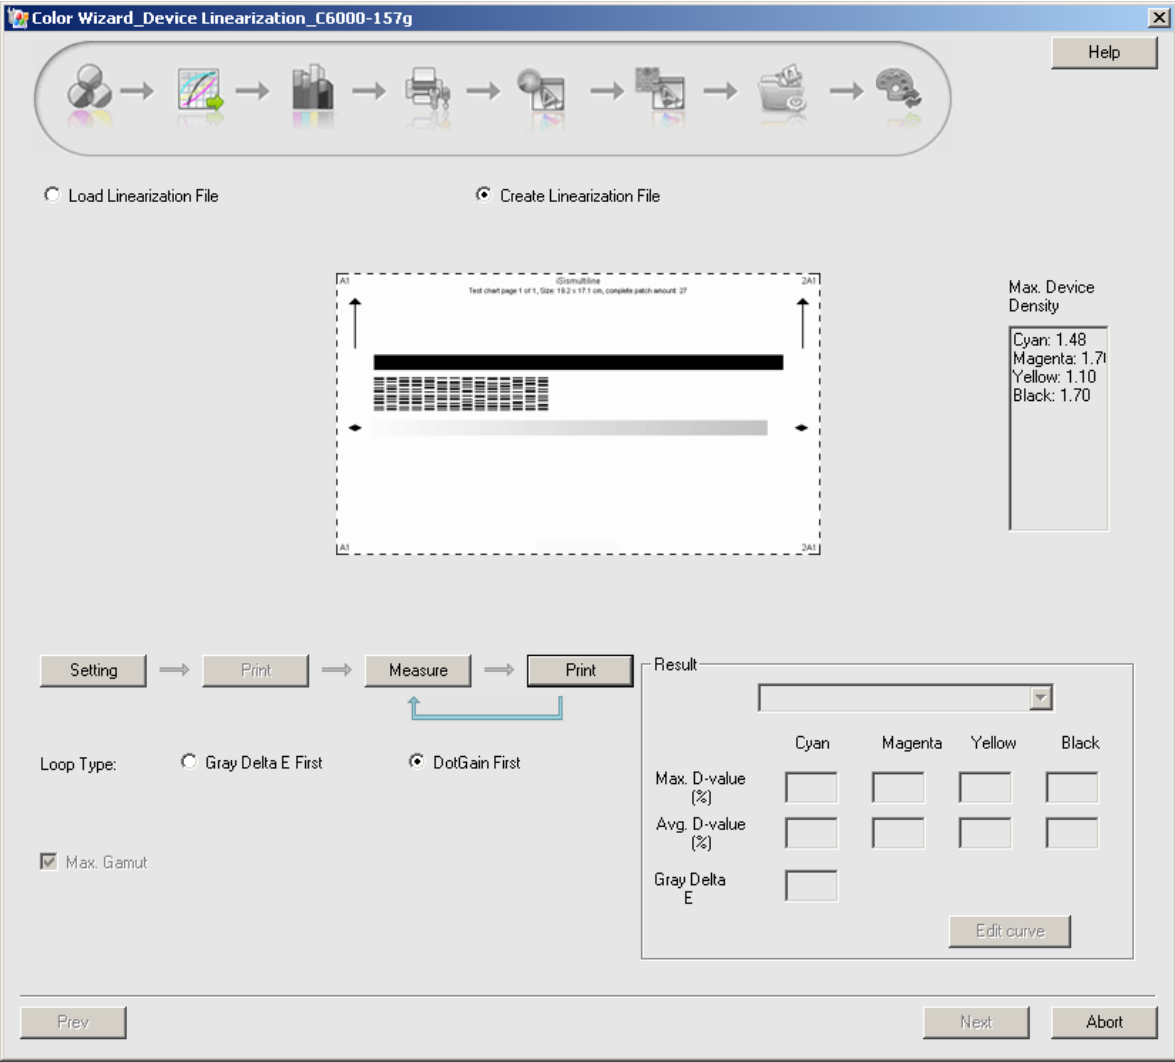 Color Wizard_Device Linearization_C6000-157g
Help
Load Linearization File
Create Linearization File
A1
iSismultiline
2A1
Test chart page 1 of 1, Size: 19.2 x 17.1 cm, complete patch amount: 27
A1
2A1
Max. Device
Density
Cyan: 1.48
Magenta: 1.70
Yellow: 1.10
Black: 1.70
Setting
Print
Measure
Print
Loop Type:
Gray Delta E First
DotGain First
Max. Gamut
Result
Cyan Magenta Yellow Black
Max. D-value
(%)
Avg. D-value
(%)
Gray Delta
E
Edit curve
Prev
Next
Abort